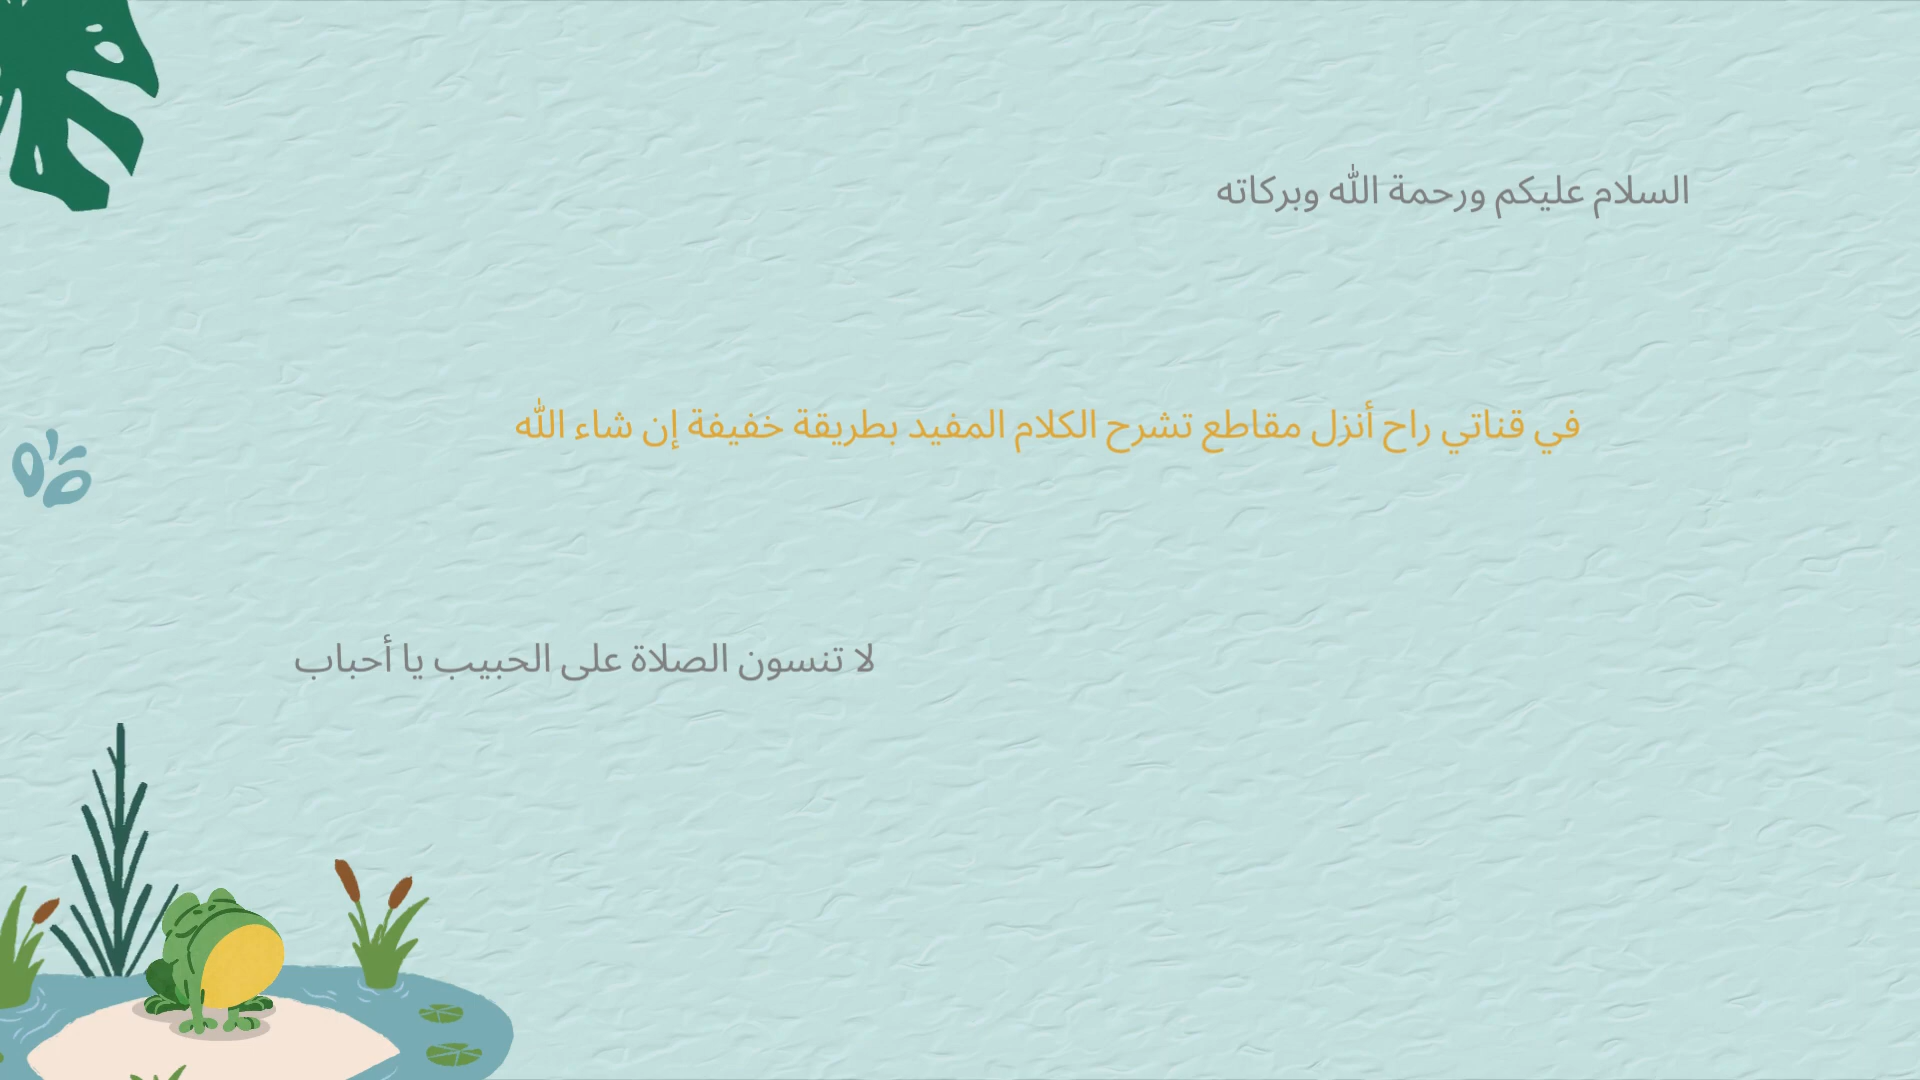 السلام عليكم ورحمة الله وبركاته
في قناتي راح أنزل مقاطع تشرح الكلام المفيد بطريقة خفيفة إن شاء الله
لا تنسون الصلاة على الحبيب يا أحباب